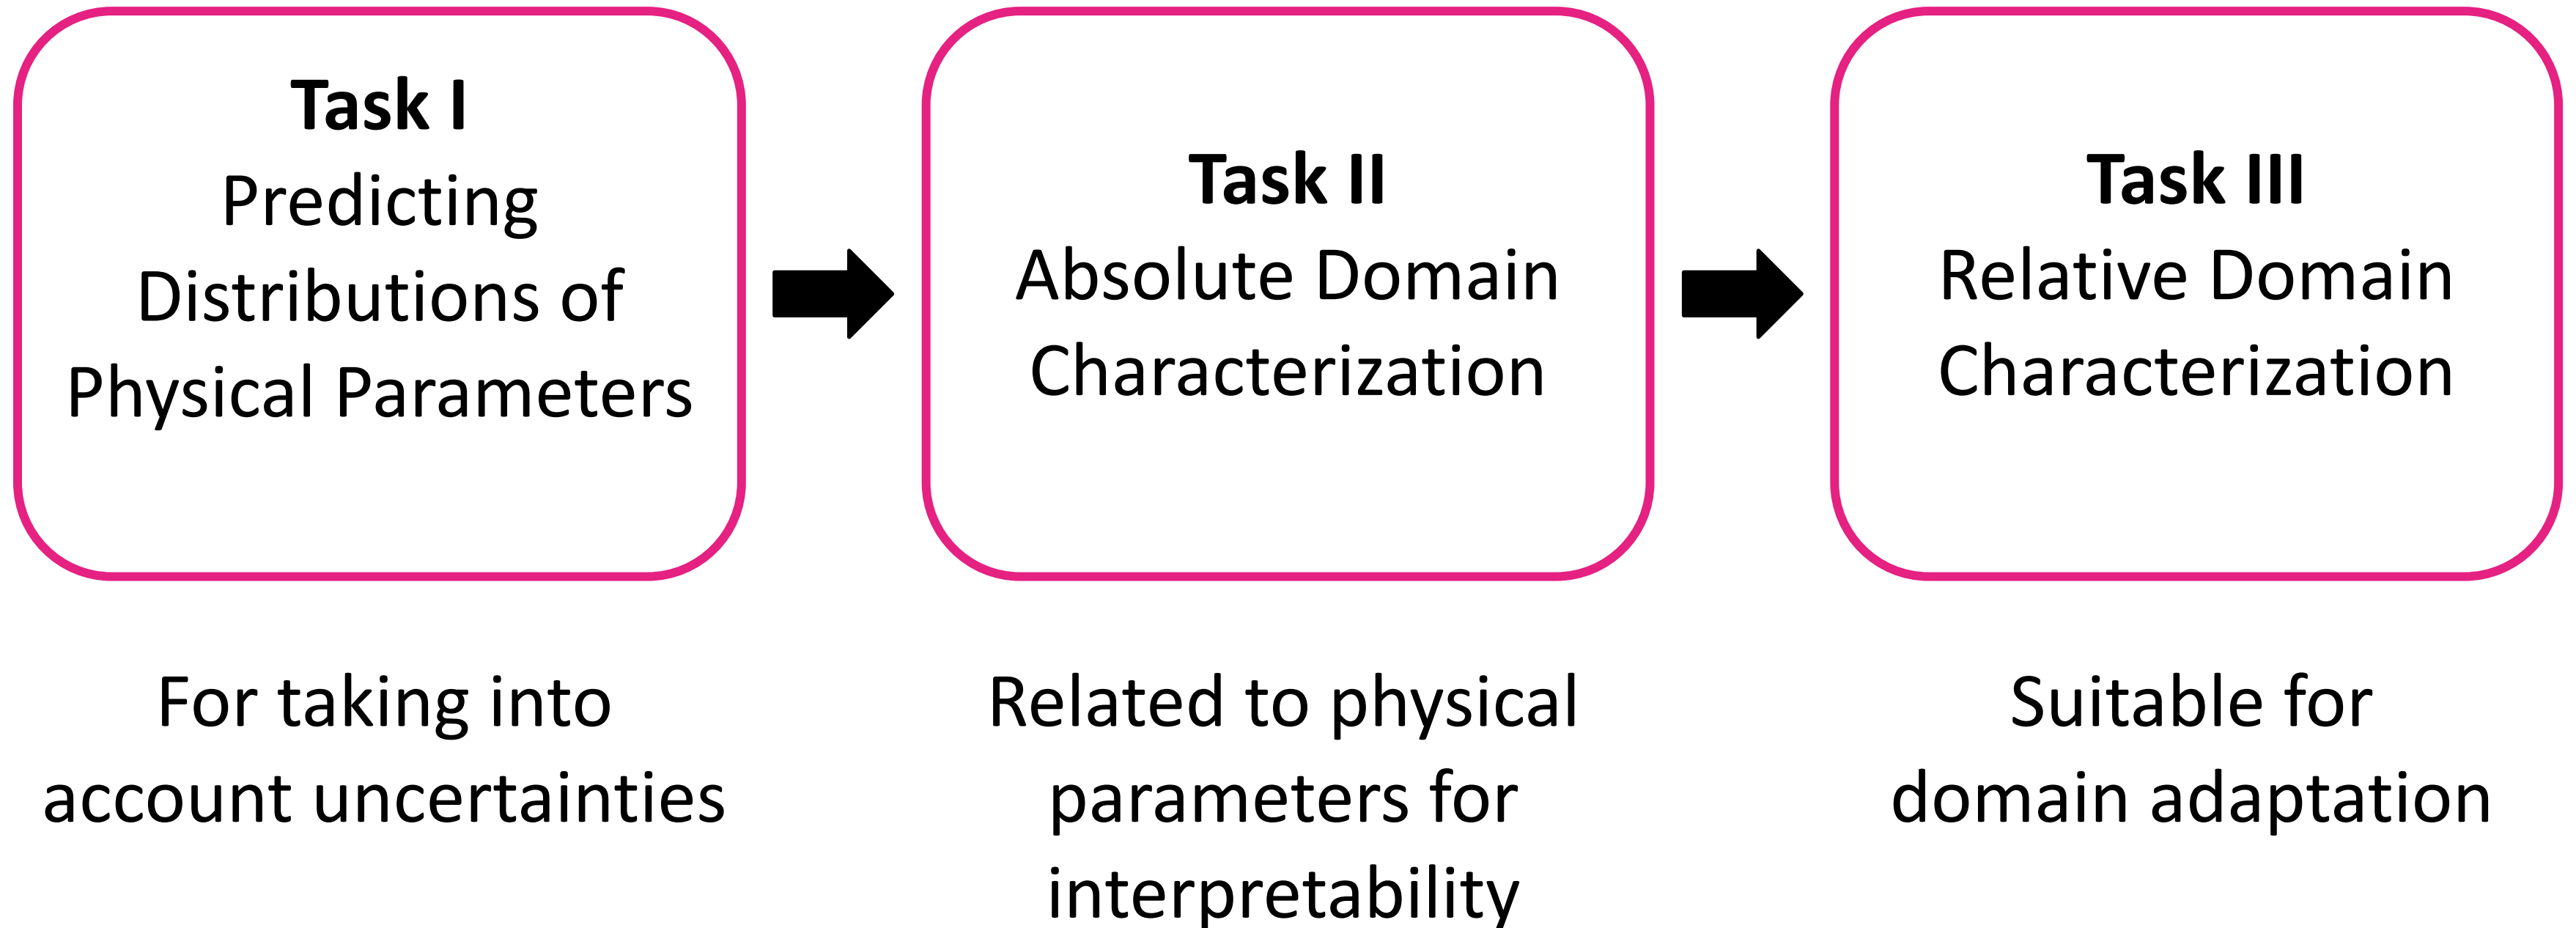 Task I
Predicting
Distributions of
Physical Parameters
Task II
Absolute Domain
Characterization
Task III
Relative Domain
Characterization
For taking into
account uncertainties
Related to physical
parameters for
interpretability
Suitable for
domain adaptation